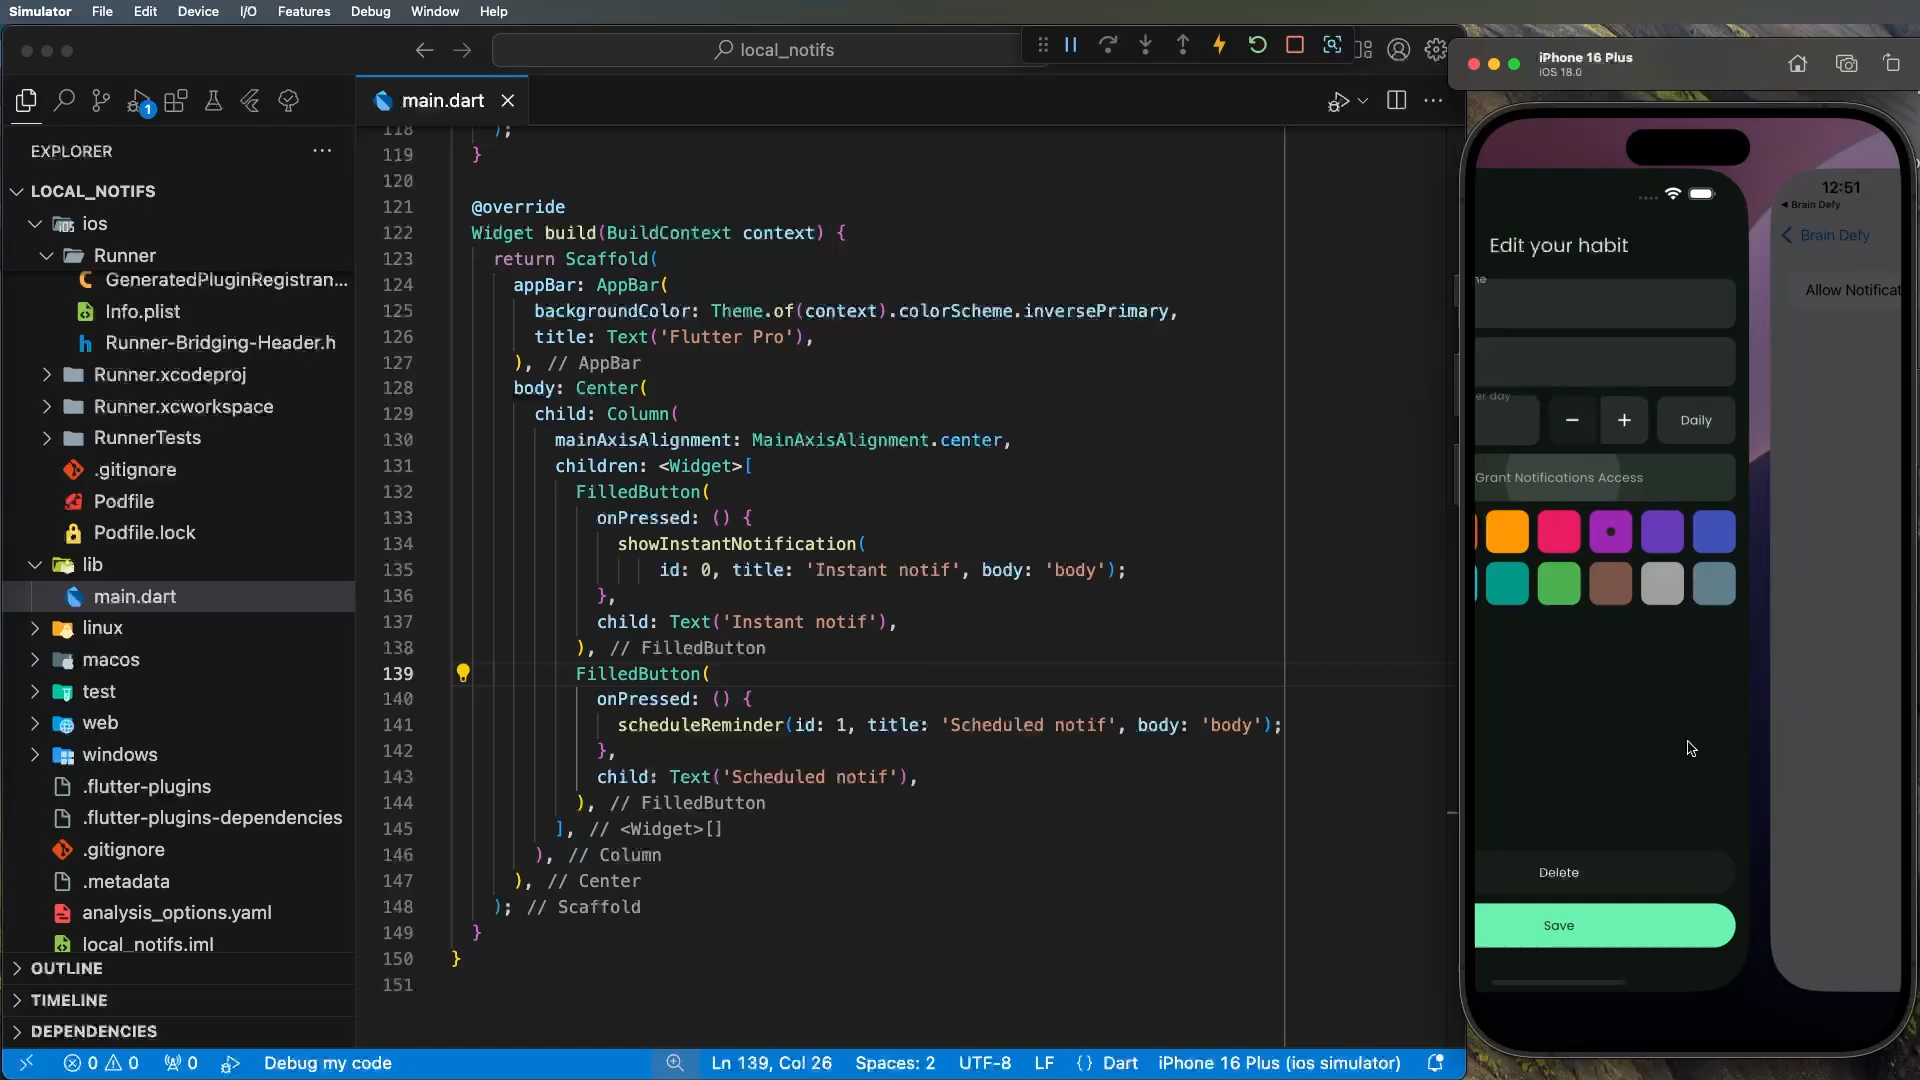 Simulator File Edit Device I/O Features Debug Window Help
local_notifs
iPhone 16 Plus
iOS 18.0
1
main.dart
EXPLORER
LOCAL_NOTIFS
ios
Runner
GeneratedPluginRegistran...
Info.plist
Runner-Bridging-Header.h
Runner.xcodeproj
Runner.xcworkspace
RunnerTests
.gitignore
Podfile
Podfile.lock
lib
main.dart
linux
macos
test
web
windows
.flutter-plugins
.flutter-plugins-dependencies
.gitignore
.metadata
analysis_options.yaml
local_notifs.iml
OUTLINE
TIMELINE
DEPENDENCIES
118 );
119 }
120
121 @override
122 Widget build(BuildContext context) {
123 return Scaffold(
124 appBar: AppBar(
125 backgroundColor: Theme.of(context).colorScheme.inversePrimary,
126 title: Text('Flutter Pro'),
127 ), // AppBar
128 body: Center(
129 child: Column(
130 mainAxisAlignment: MainAxisAlignment.center,
131 children: <Widget>[
132 FilledButton(
133 onPressed: () {
134 showInstantNotification(
135 id: 0, title: 'Instant notif', body: 'body');
136 },
137 child: Text('Instant notif'),
138 ), // FilledButton
139 FilledButton(
140 onPressed: () {
141 scheduleReminder(id: 1, title: 'Scheduled notif', body: 'body');
142 },
143 child: Text('Scheduled notif'),
144 ), // FilledButton
145 ], // <Widget>[]
146 ), // Column
147 ), // Center
148 ); // Scaffold
149 }
150 }
151
Edit your habit
ne
er day
− + Daily
Grant Notifications Access
Delete
Save
12:51
Brain Defy
Brain Defy
Allow Notificat
0 0 0 Debug my code Ln 139, Col 26 Spaces: 2 UTF-8 LF {} Dart iPhone 16 Plus (ios simulator)